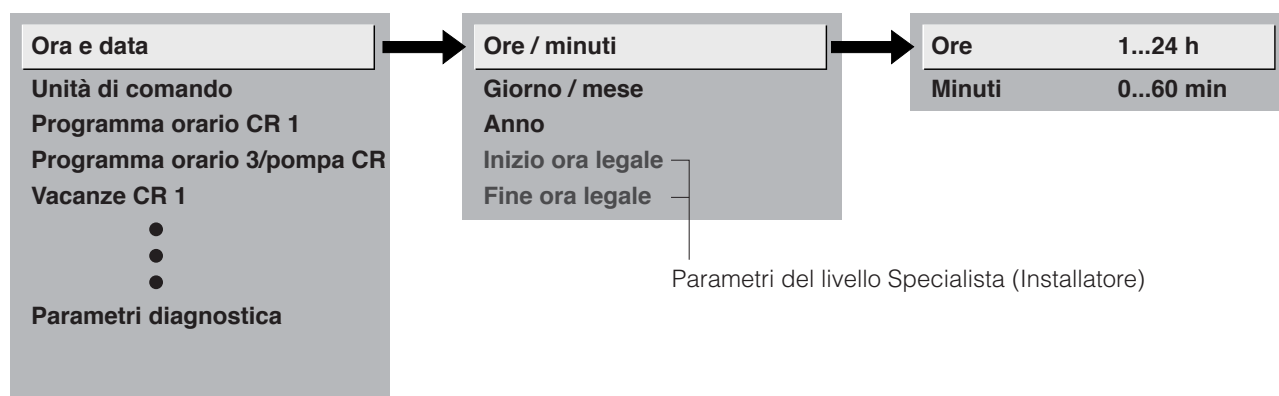 Ora e data
Unità di comando
Programma orario CR 1
Programma orario 3/pompa CR
Vacanze CR 1
Parametri diagnostica
Ore / minuti
Giorno / mese
Anno
Inizio ora legale
Fine ora legale
Parametri del livello Specialista (Installatore)
Ore 1...24 h
Minuti 0...60 min